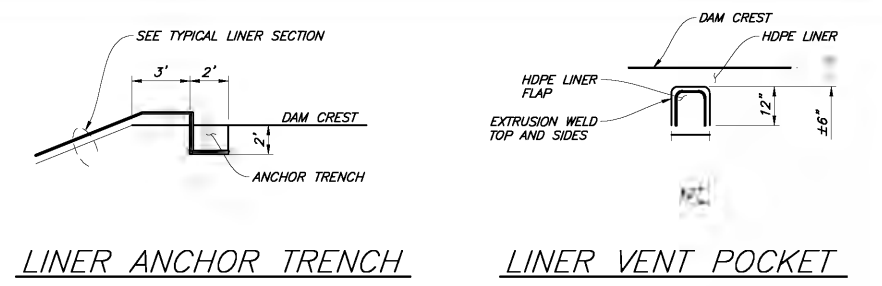 SEE TYPICAL LINER SECTION
3'
2'
DAM CREST
2'
ANCHOR TRENCH
LINER ANCHOR TRENCH
DAM CREST
HDPE LINER
HDPE LINER
FLAP
EXTRUSION WELD
TOP AND SIDES
12"
±6"
LINER VENT POCKET